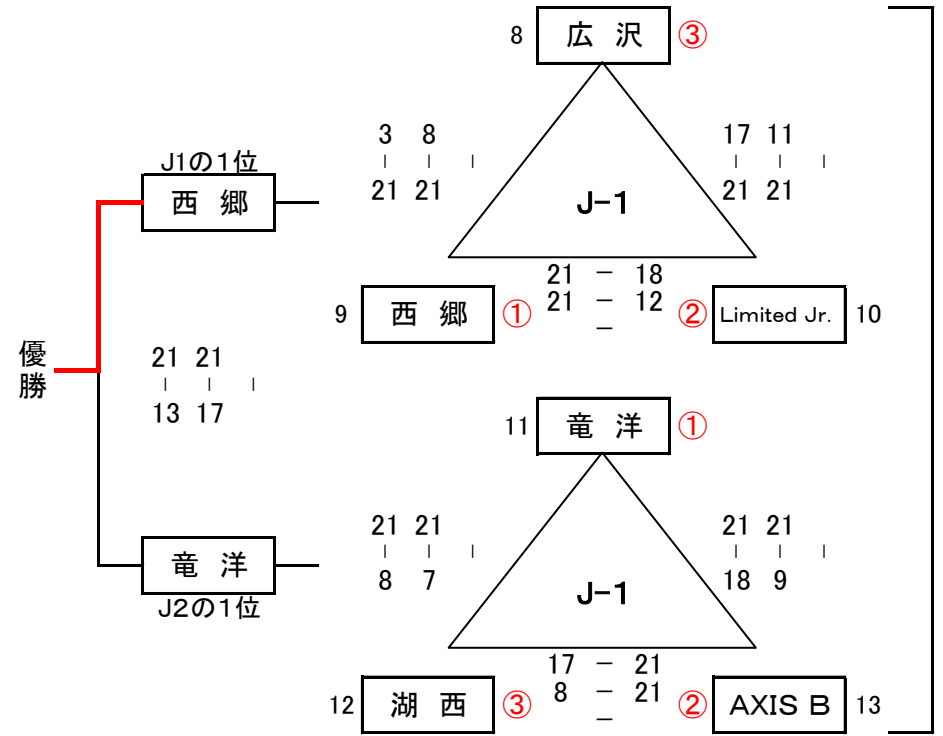 8 広 沢 ③
3 8
21 21
17 11
21 21
J-1
J1の1位
西 郷
21 － 18
21 － 12
－
9 西 郷 ①
② Limited Jr. 10
優勝
21 21
13 17
11 竜 洋 ①
21 21
8 7
21 21
18 9
J-1
竜 洋
J2の1位
17 － 21
8 － 21
－
12 湖 西 ③
② AXIS B 13